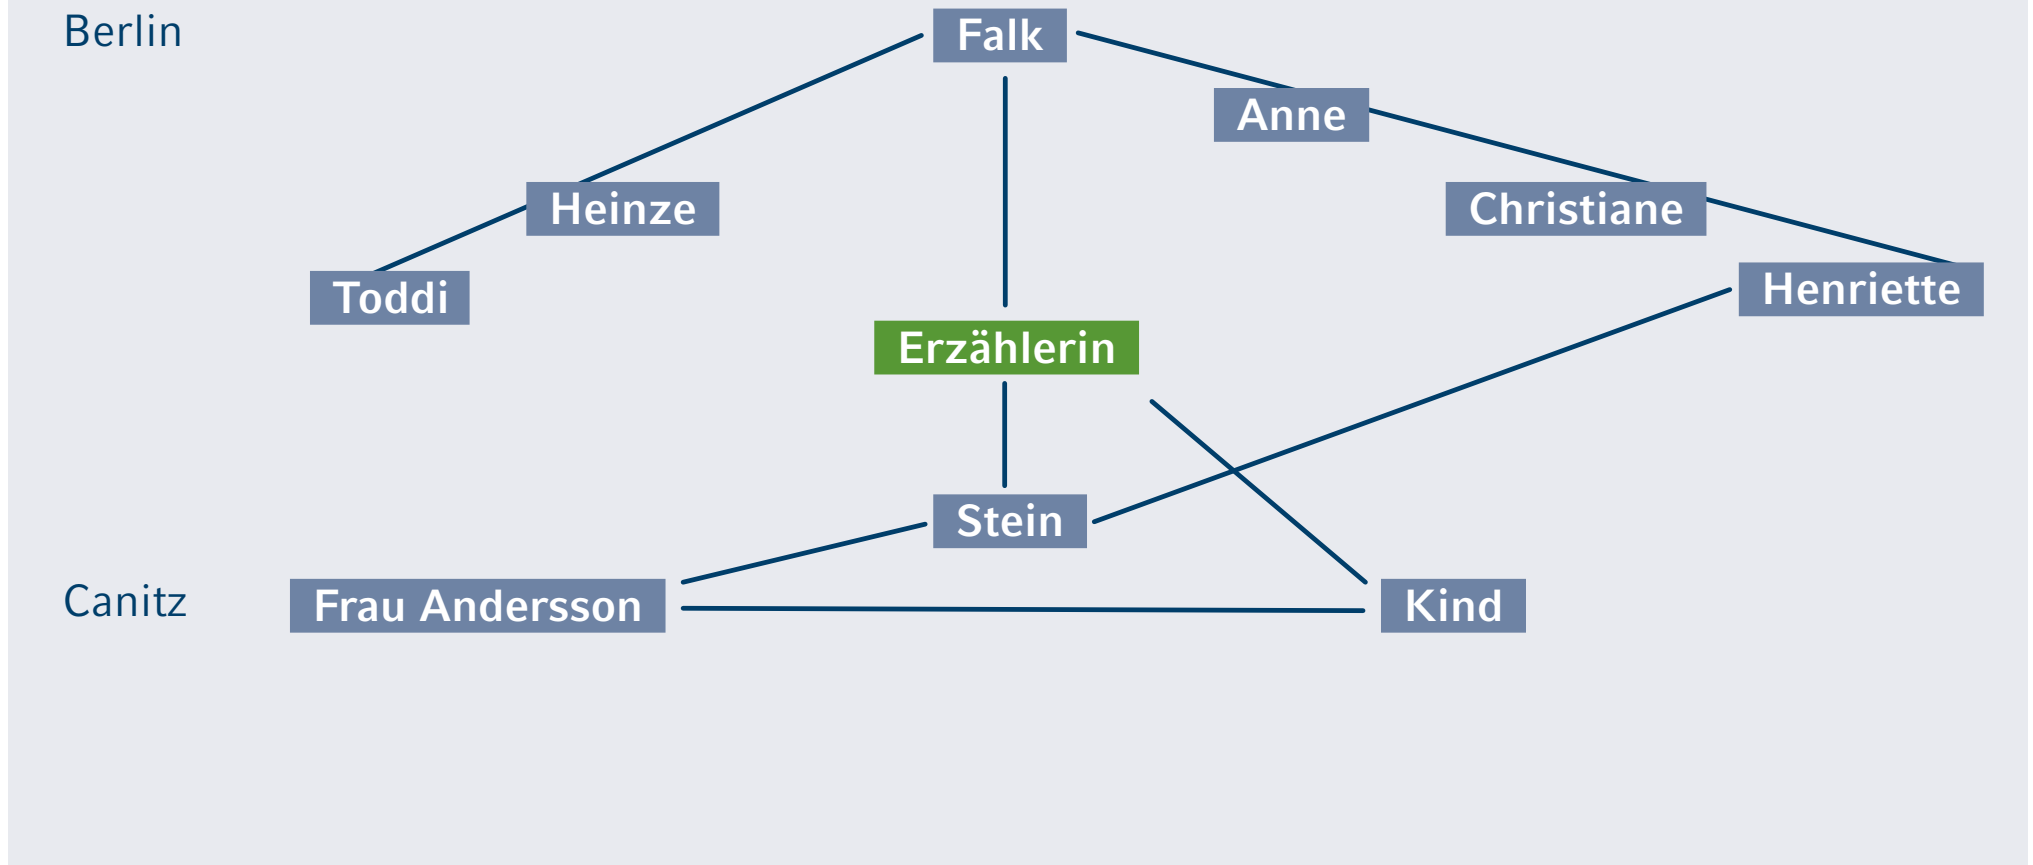 Berlin
Falk
Anne
Heinze
Christiane
Toddi
Henriette
Erzählerin
Stein
Canitz
Frau Andersson
Kind